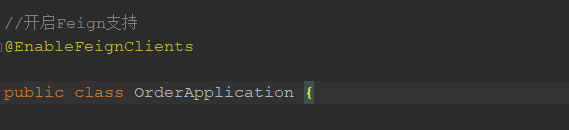 //开启Feign支持
@EnableFeignClients
public class OrderApplication {